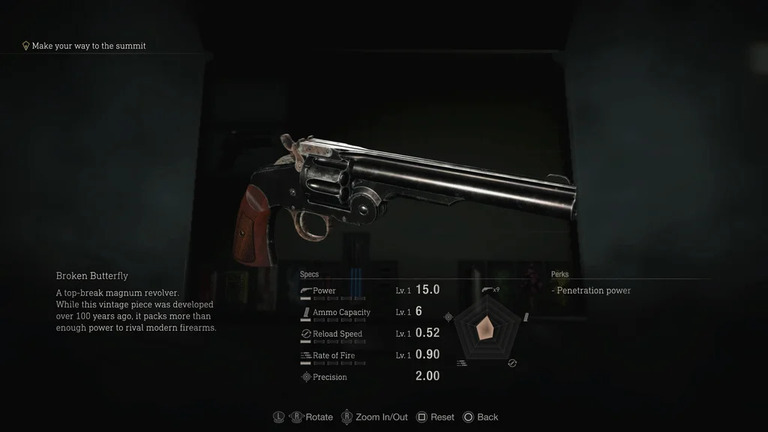 Make your way to the summit
Broken Butterfly
A top-break magnum revolver.
While this vintage piece was developed
over 100 years ago, it packs more than
enough power to rival modern firearms.
Specs
Power Lv. 1 15.0
Ammo Capacity Lv. 1 6
Reload Speed Lv. 1 0.52
Rate of Fire Lv. 1 0.90
Precision 2.00
x9
Perks
- Penetration power
L R Rotate R Zoom In/Out Reset Back